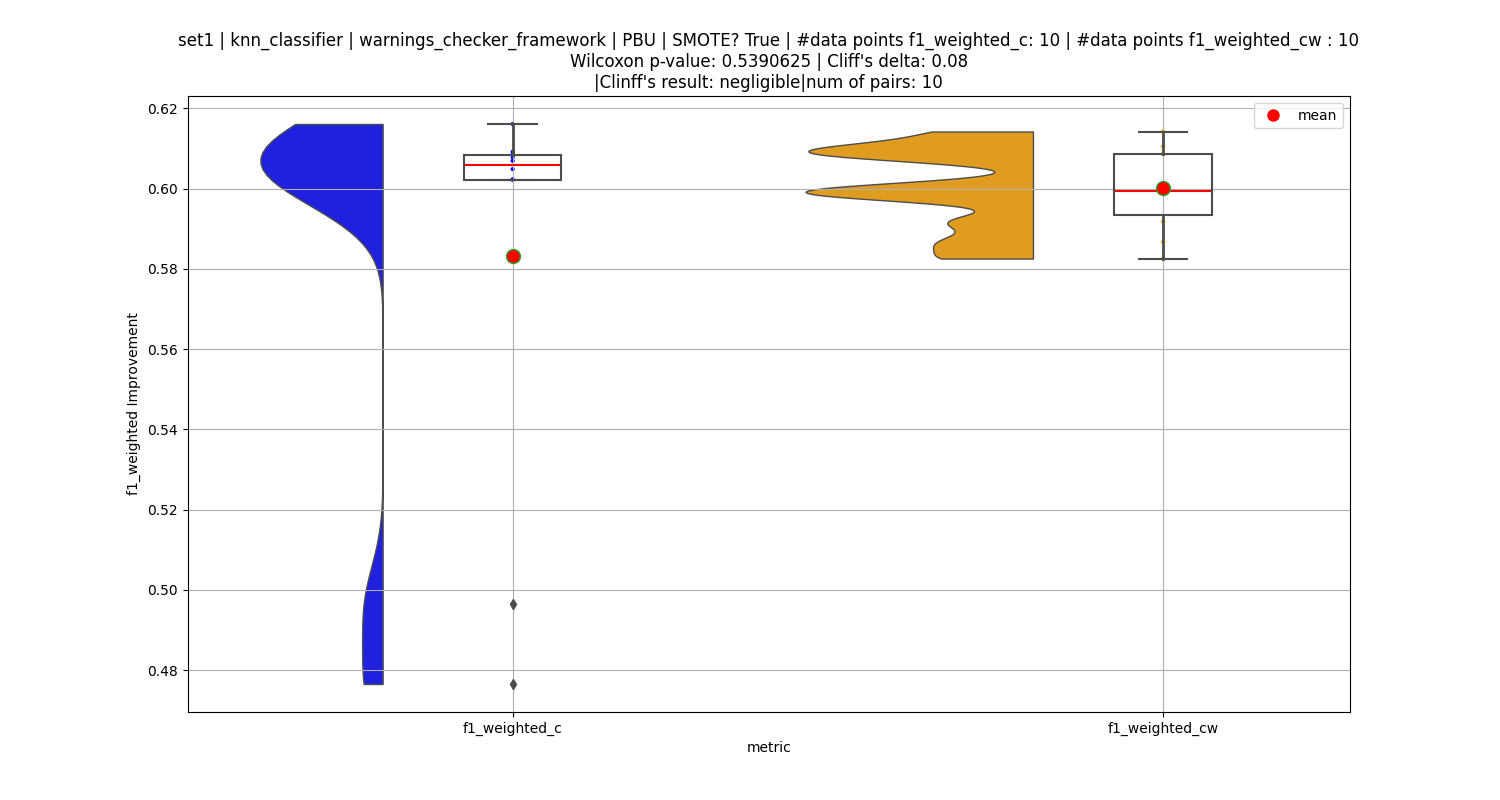 set1 | knn_classifier | warnings_checker_framework | PBU | SMOTE? True | #data points f1_weighted_c: 10 | #data points f1_weighted_cw : 10
Wilcoxon p-value: 0.5390625 | Cliff's delta: 0.08
|Clinff's result: negligible|num of pairs: 10
mean
0.62
0.60
0.58
0.56
0.54
0.52
0.50
0.48
f1_weighted Improvement
f1_weighted_c
f1_weighted_cw
metric